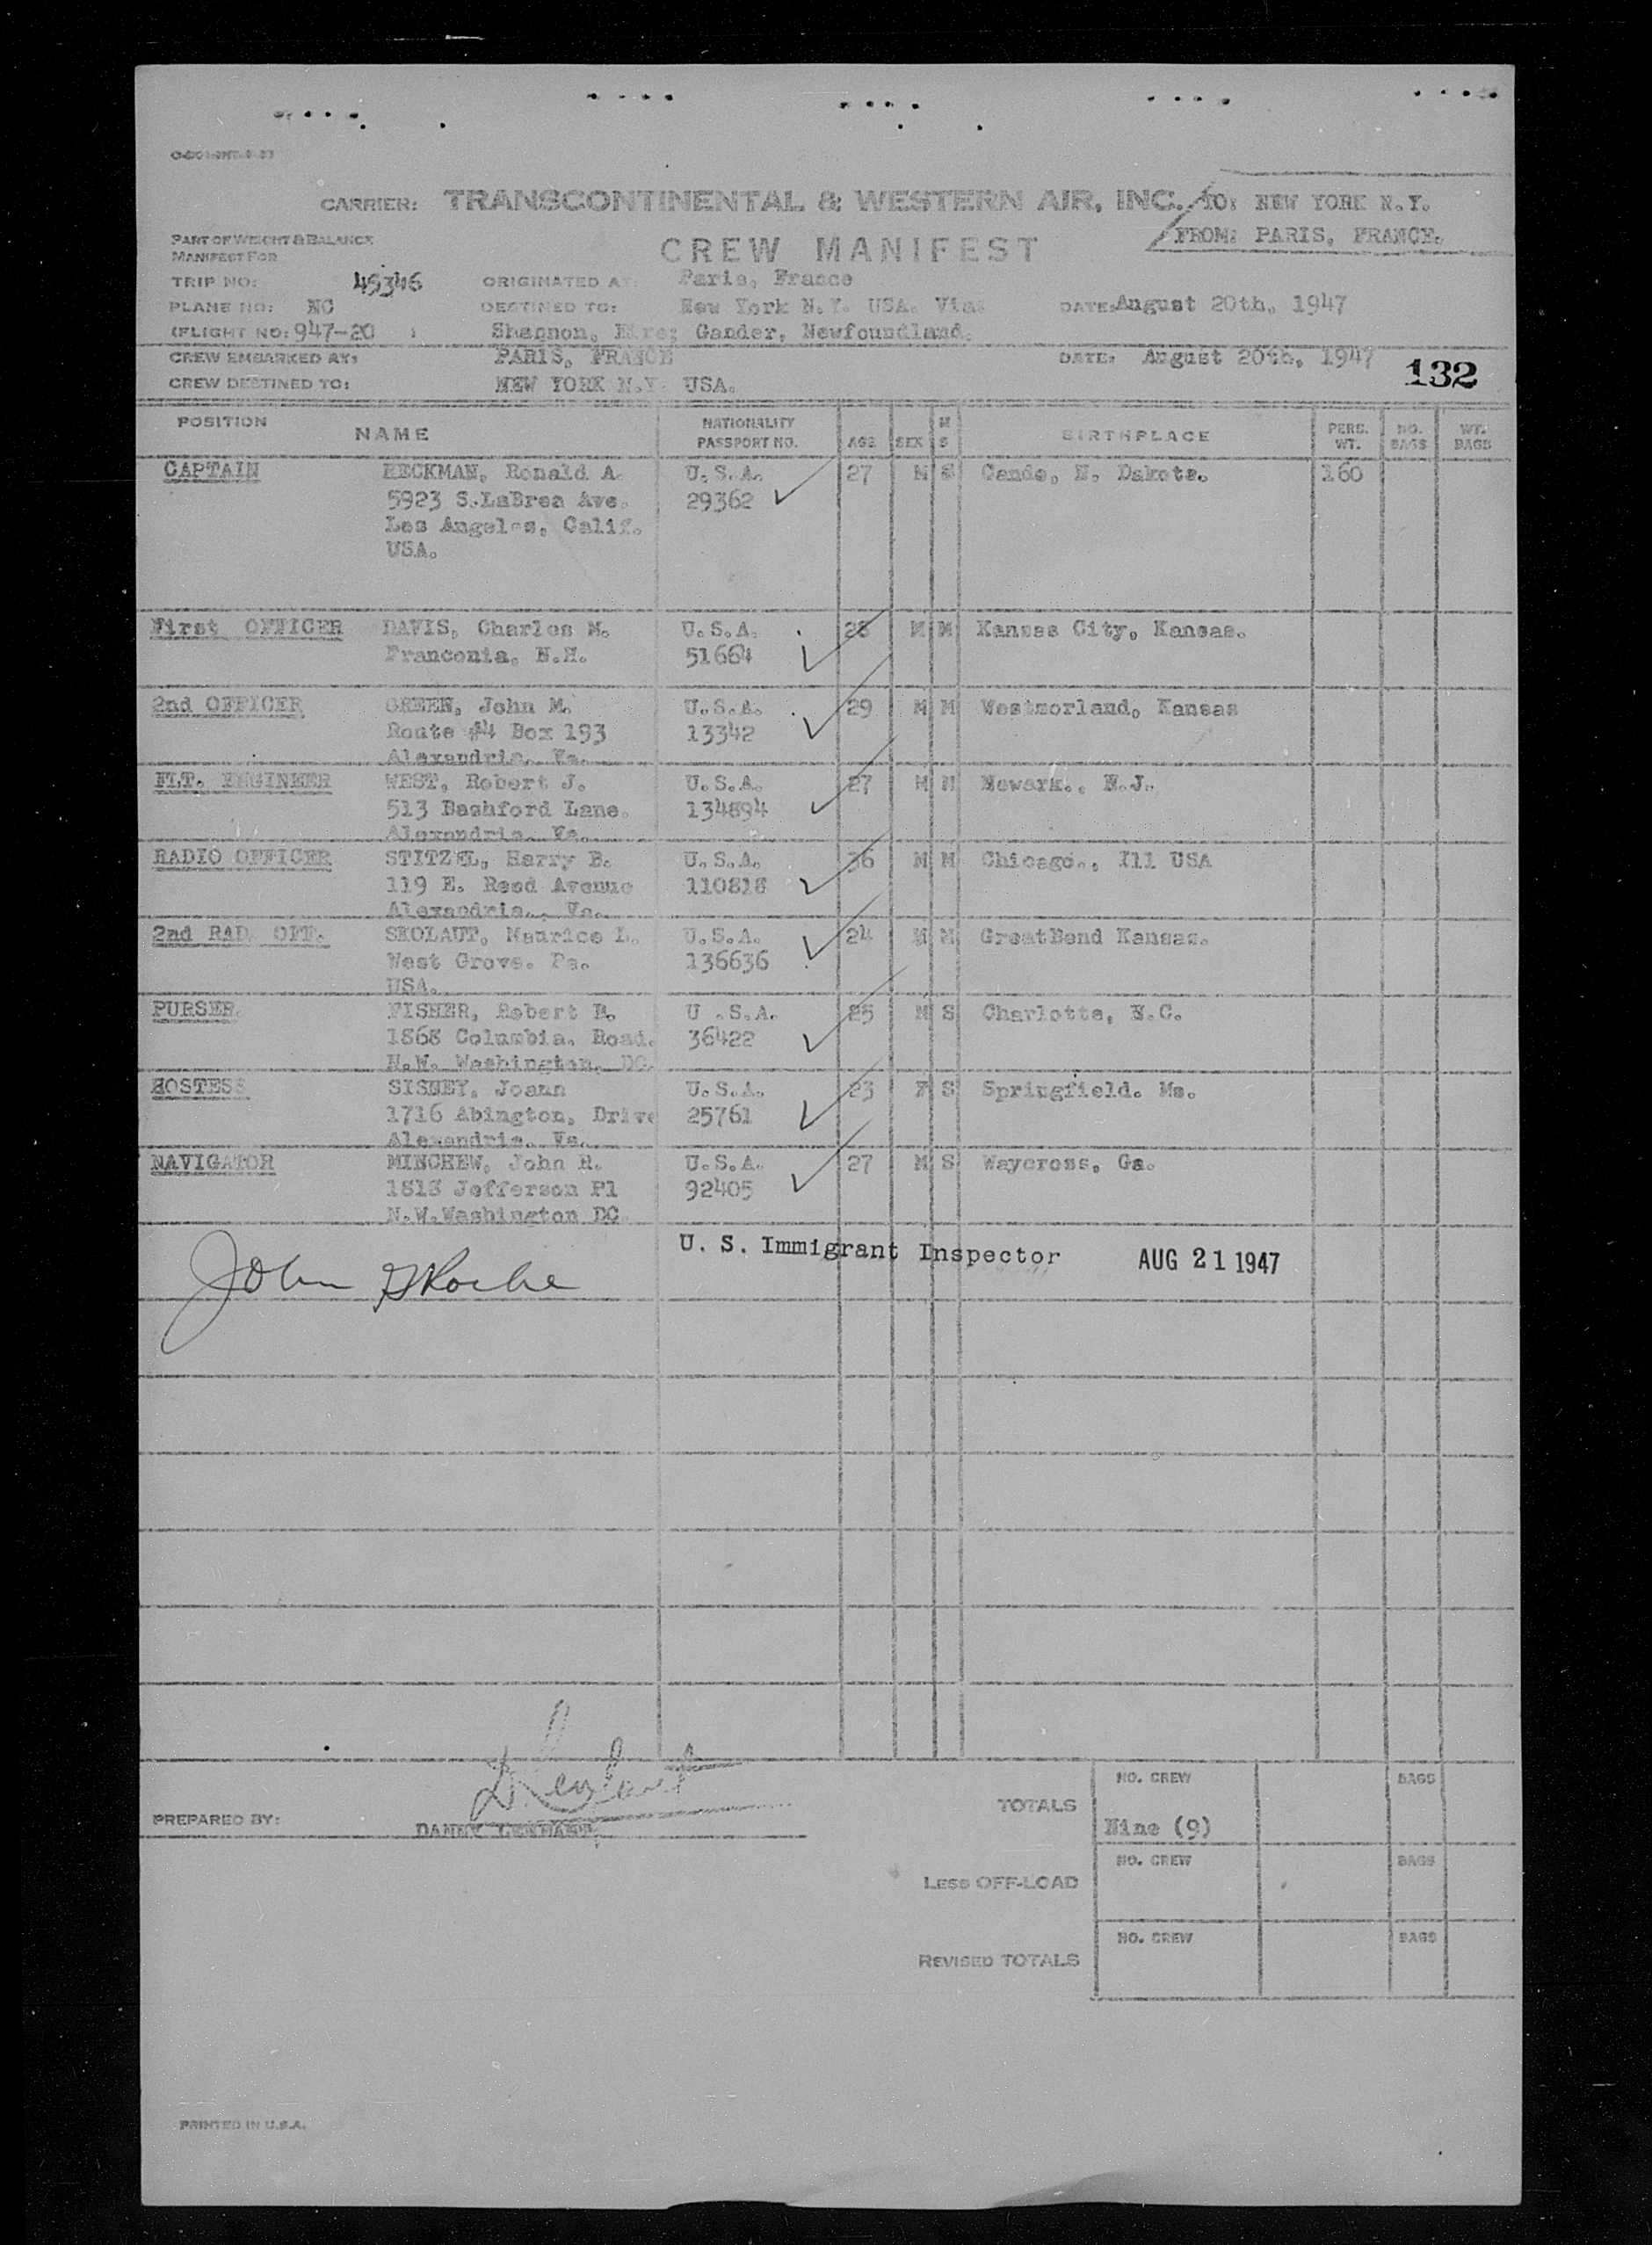 CARRIER: TRANSCONTINENTAL & WESTERN AIR, INC. TO: NEW YORK N.Y.
FROM: PARIS, FRANCE.
PART OF WEIGHT & BALANCE
MANIFEST FOR
CREW MANIFEST
TRIP NO: 45346 ORIGINATED AT: Paris, France
PLANE NO: NC DESTINED TO: New York N.Y. USA. Via: DATE: August 20th, 1947
(FLIGHT NO: 947-20 ) Shannon, Eire; Gander, Newfoundland.
CREW EMBARKED AT: PARIS, FRANCE DATE: August 20th, 1947
132
CREW DESTINED TO: NEW YORK N.Y. USA.
POSITION NAME NATIONALITY PASSPORT NO. AGE SEX M S BIRTHPLACE PERS. WT. NO. BAGS WT. BAGS
CAPTAIN HECKMAN, Ronald A. U.S.A. 27 M S Cando, N. Dakota. 160
5923 S.LaBrea Ave. 29362
Los Angeles, Calif.
USA.
First OFFICER DAVIS, Charles M. U.S.A. 28 M M Kansas City, Kansas.
Franconia, N.H. 51664
2nd OFFICER GREEN, John M. U.S.A. 29 M M Westmorland, Kansas
Route #4 Box 193 13342
Alexandria. Va.
FLT. ENGINEER WEST, Robert J. U.S.A. 27 M M Newark., N.J.
513 Bashford Lane. 134894
Alexandria. Va.
RADIO OFFICER STITZEL, Harry B. U.S.A. 36 M M Chicago., Ill USA
119 E. Reed Avenue 110818
Alexandria., Va.
2nd RAD. OFF. SKOLAUT, Maurice L. U.S.A. 24 M M GreatBend Kansas.
West Grove. Pa. 136636
USA.
PURSER. FISHER, Robert B. U .S.A. 25 M S Charlotte, N.C.
1868 Columbia. Road. 36422
N.W. Washington, DC.
HOSTESS SISNEY, Joann U.S.A. 23 F S Springfield. Mo.
1716 Abington, Drive 25761
Alexandria. Va.
NAVIGATOR MINCHEW, John R. U.S.A. 27 M S Waycross, Ga.
1818 Jefferson Pl 92405
N.W.Washington DC
U. S. Immigrant Inspector AUG 21 1947
John Roche
NO. CREW BAGS
TOTALS
PREPARED BY: DANNY
Nine (9)
NO. CREW BAGS
LESS OFF-LOAD
NO. CREW BAGS
REVISED TOTALS
PRINTED IN U.S.A.